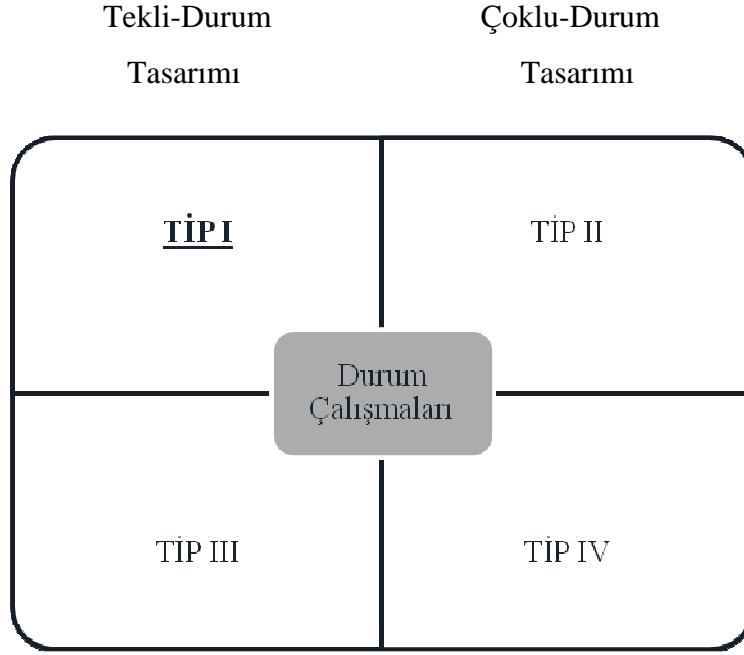 Tekli-Durum
Tasarımı
Çoklu-Durum
Tasarımı
TİP I
TİP II
Durum
Çalışmaları
TİP III
TİP IV